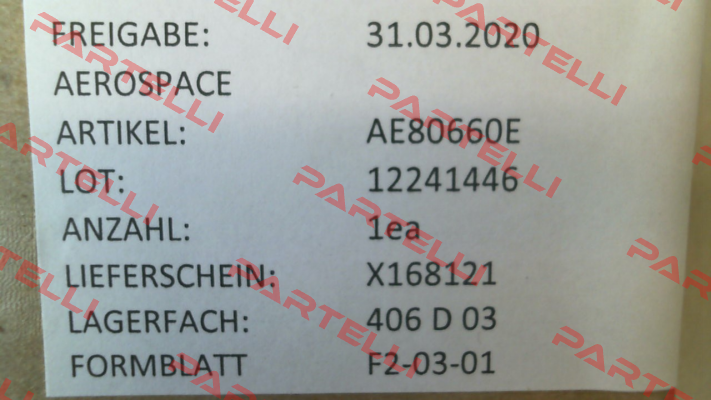 FREIGABE: 31.03.2020
AEROSPACE
ARTIKEL: AE80660E
LOT: 12241446
ANZAHL: 1ea
LIEFERSCHEIN: X168121
LAGERFACH: 406 D 03
FORMBLATT F2-03-01
PARTELLI